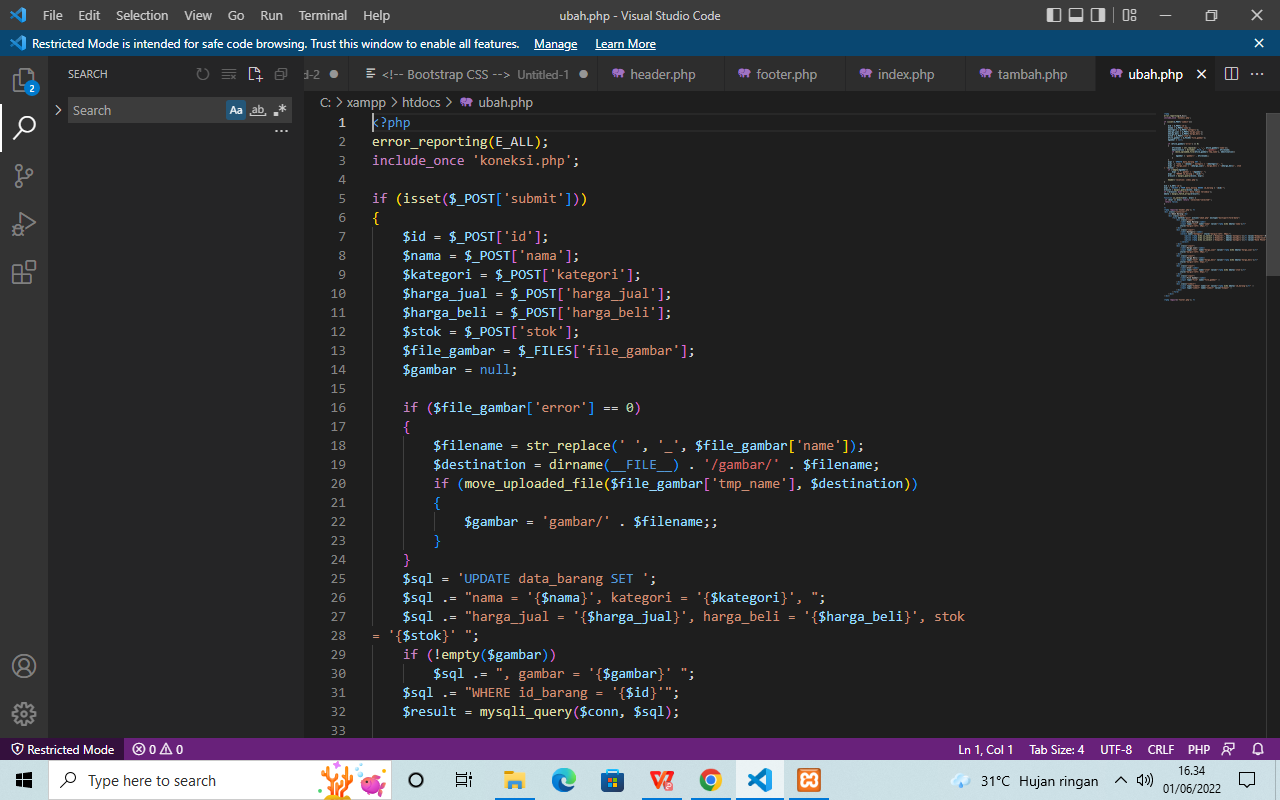 File Edit Selection View Go Run Terminal Help
ubah.php - Visual Studio Code
Restricted Mode is intended for safe code browsing. Trust this window to enable all features. Manage Learn More
2
SEARCH
Search
Aa ab .*
d-2
<!-- Bootstrap CSS --> Untitled-1
header.php
footer.php
index.php
tambah.php
ubah.php
C: > xampp > htdocs > ubah.php
1 <?php
2 error_reporting(E_ALL);
3 include_once 'koneksi.php';
4
5 if (isset($_POST['submit']))
6 {
7 $id = $_POST['id'];
8 $nama = $_POST['nama'];
9 $kategori = $_POST['kategori'];
10 $harga_jual = $_POST['harga_jual'];
11 $harga_beli = $_POST['harga_beli'];
12 $stok = $_POST['stok'];
13 $file_gambar = $_FILES['file_gambar'];
14 $gambar = null;
15
16 if ($file_gambar['error'] == 0)
17 {
18 $filename = str_replace(' ', '_', $file_gambar['name']);
19 $destination = dirname(__FILE__) . '/gambar/' . $filename;
20 if (move_uploaded_file($file_gambar['tmp_name'], $destination))
21 {
22 $gambar = 'gambar/' . $filename;;
23 }
24 }
25 $sql = 'UPDATE data_barang SET ';
26 $sql .= "nama = '{$nama}', kategori = '{$kategori}', ";
27 $sql .= "harga_jual = '{$harga_jual}', harga_beli = '{$harga_beli}', stok
28 = '{$stok}' ";
29 if (!empty($gambar))
30 $sql .= ", gambar = '{$gambar}' ";
31 $sql .= "WHERE id_barang = '{$id}'";
32 $result = mysqli_query($conn, $sql);
33
Restricted Mode 0 0
Ln 1, Col 1 Tab Size: 4 UTF-8 CRLF PHP
Type here to search
31°C Hujan ringan
16.34
01/06/2022